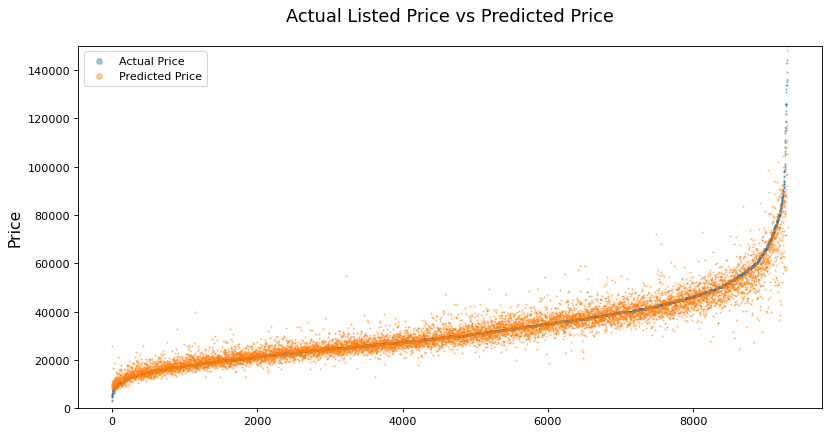 Actual Listed Price vs Predicted Price
Actual Price
Predicted Price
Price
140000
120000
100000
80000
60000
40000
20000
0
0 2000 4000 6000 8000